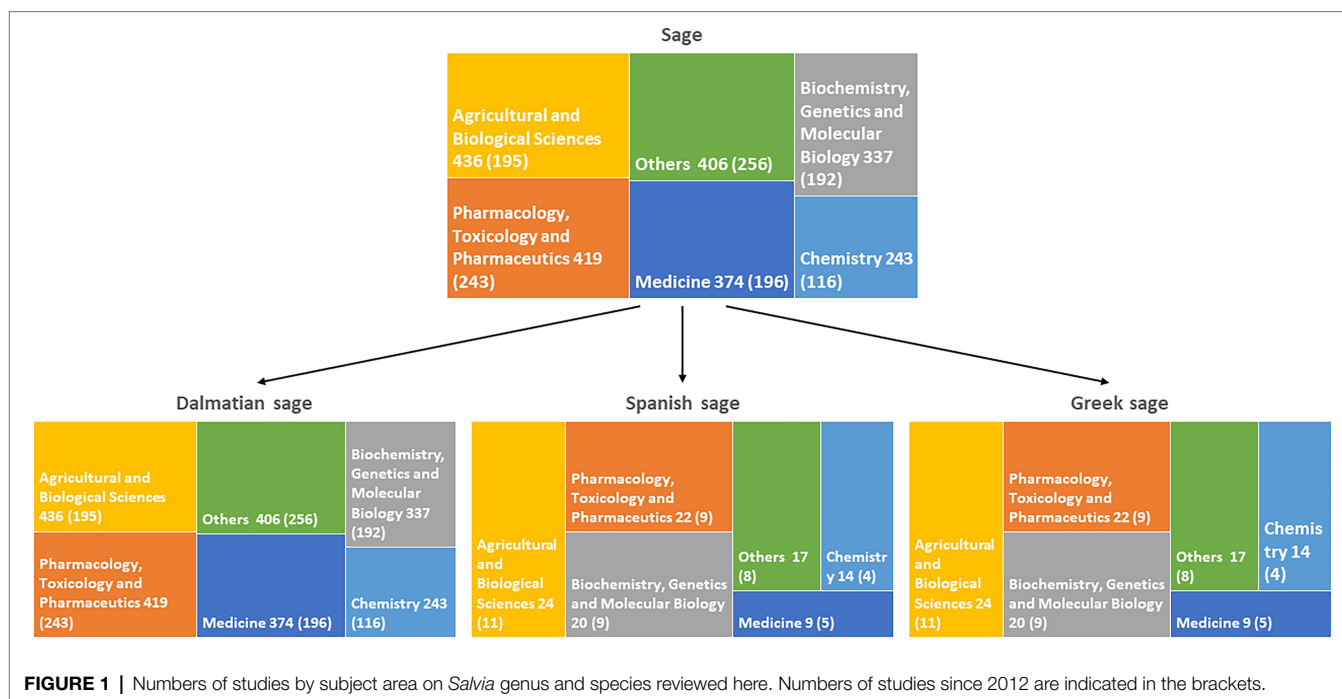 Sage
Agricultural and
Biological Sciences
436 (195)
Others 406 (256)
Biochemistry,
Genetics and
Molecular
Biology 337
(192)
Pharmacology,
Toxicology and
Pharmaceutics 419
(243)
Medicine 374 (196)
Chemistry 243
(116)
Dalmatian sage
Agricultural and
Biological Sciences
436 (195)
Others 406 (256)
Biochemistry,
Genetics and
Molecular
Biology 337
(192)
Pharmacology,
Toxicology and
Pharmaceutics 419
(243)
Medicine 374 (196)
Chemistry 243
(116)
Spanish sage
Agricultural
and
Biological
Sciences 24
(11)
Pharmacology,
Toxicology and
Pharmaceutics 22 (9)
Biochemistry, Genetics
and Molecular Biology
20 (9)
Others 17
(8)
Chemistr
y 14 (4)
Medicine 9 (5)
Greek sage
Agricultural
and
Biological
Sciences 24
(11)
Pharmacology,
Toxicology and
Pharmaceutics 22 (9)
Biochemistry, Genetics
and Molecular Biology
20 (9)
Others 17
(8)
Chemis
try 14
(4)
Medicine 9 (5)
FIGURE 1 | Numbers of studies by subject area on Salvia genus and species reviewed here. Numbers of studies since 2012 are indicated in the brackets.